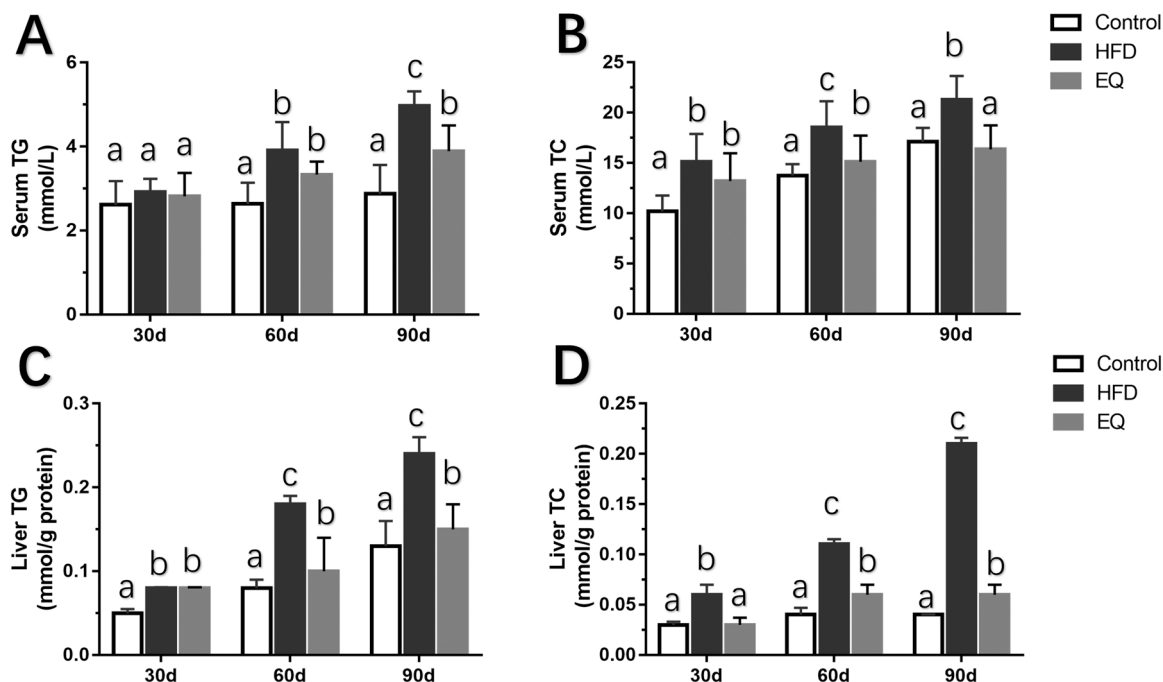 A
Serum TG
(mmol/L)
6
4
2
0
a a a
a b b
a c b
30d 60d 90d
B
Serum TC
(mmol/L)
25
20
15
10
5
0
a b b
a c b
a b a
30d 60d 90d
Control
HFD
EQ
C
Liver TG
(mmol/g protein)
0.3
0.2
0.1
0.0
a b b
a c b
a c b
30d 60d 90d
D
Liver TC
(mmol/g protein)
0.25
0.20
0.15
0.10
0.05
0.00
a b a
a c b
a c b
30d 60d 90d
Control
HFD
EQ